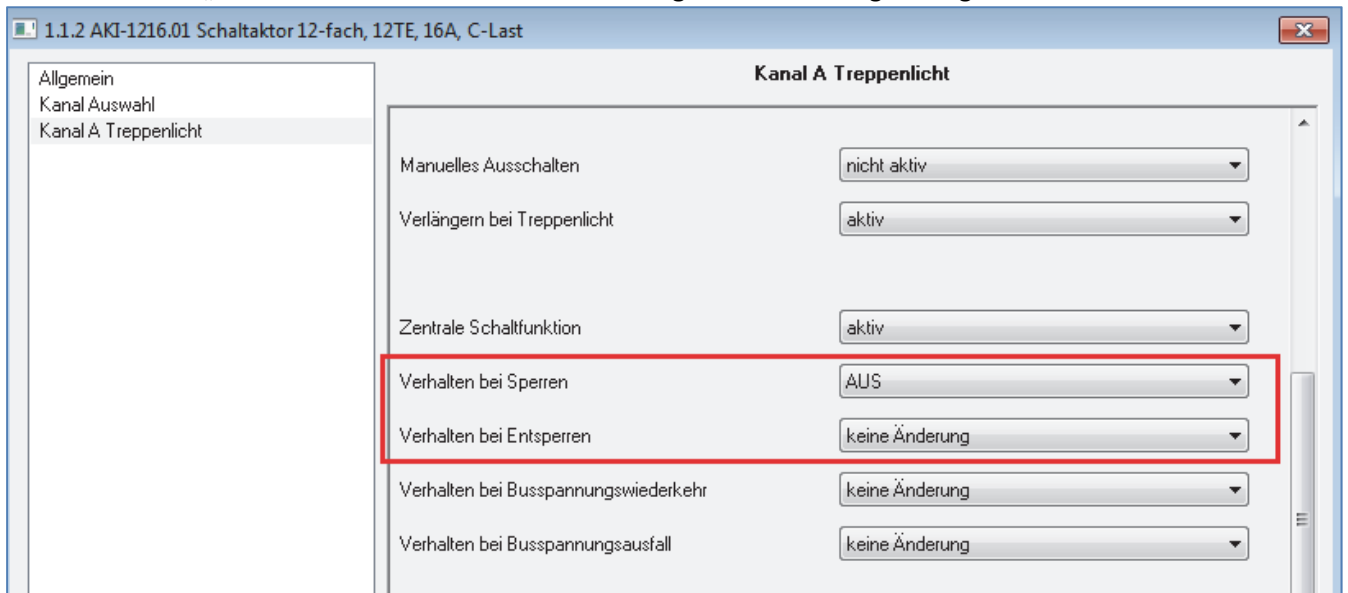 1.1.2 AKI-1216.01 Schaltaktor 12-fach, 12TE, 16A, C-Last
Allgemein
Kanal Auswahl
Kanal A Treppenlicht
Kanal A Treppenlicht
Manuelles Ausschalten nicht aktiv
Verlängern bei Treppenlicht aktiv
Zentrale Schaltfunktion aktiv
Verhalten bei Sperren AUS
Verhalten bei Entsperren keine Änderung
Verhalten bei Busspannungswiederkehr keine Änderung
Verhalten bei Busspannungsausfall keine Änderung